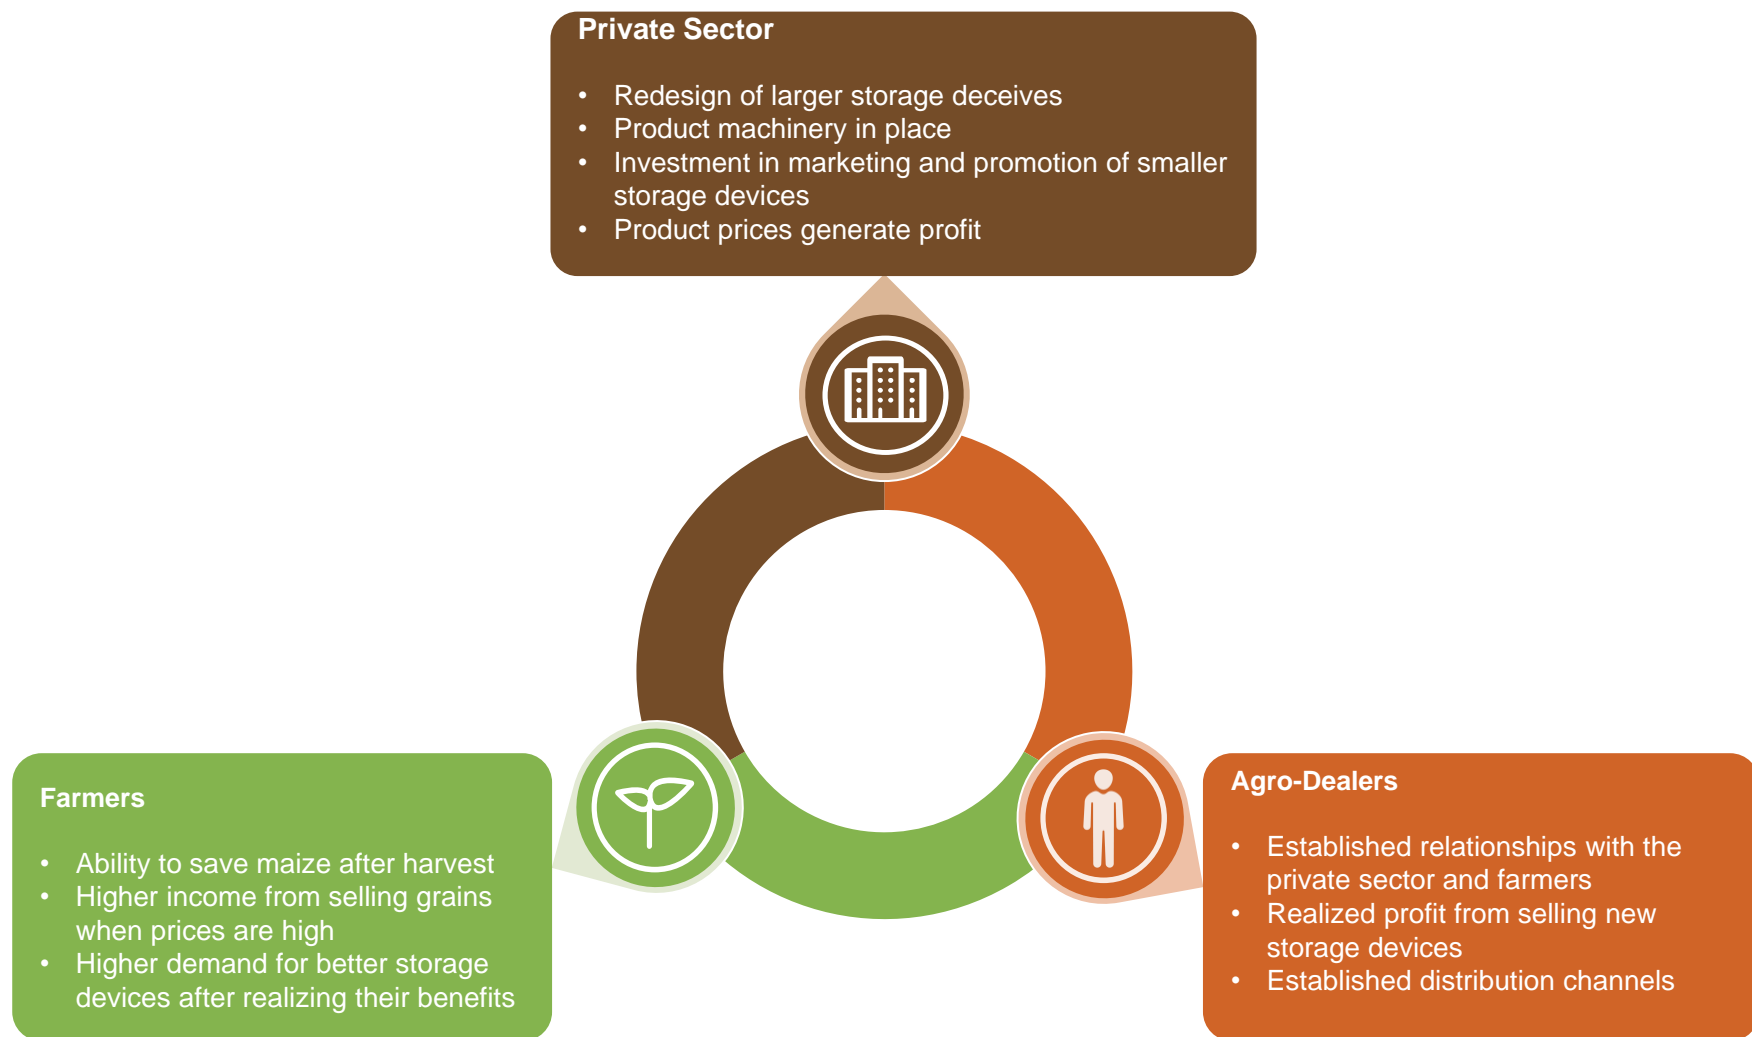 Private Sector
• Redesign of larger storage deceives
• Product machinery in place
• Investment in marketing and promotion of smaller
storage devices
• Product prices generate profit
Farmers
• Ability to save maize after harvest
• Higher income from selling grains
when prices are high
• Higher demand for better storage
devices after realizing their benefits
Agro-Dealers
• Established relationships with the
private sector and farmers
• Realized profit from selling new
storage devices
• Established distribution channels